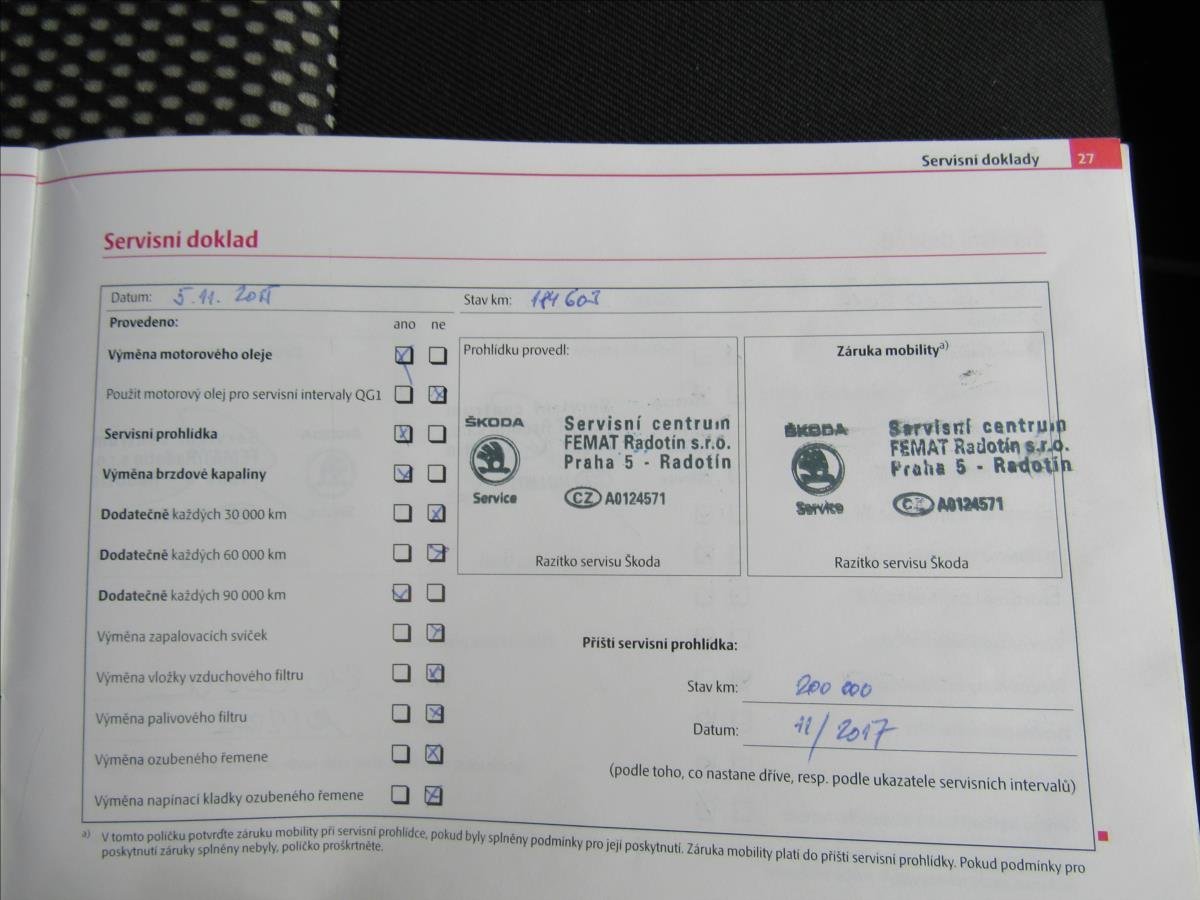 Servisní doklady 27
Servisní doklad
Datum: 5.11. Stav km:
Provedeno: ano ne
Výměna motorového oleje
Použit motorový olej pro servisní intervaly QG1
Servisní prohlídka
Výměna brzdové kapaliny
Dodatečně každých 30 000 km
Dodatečně každých 60 000 km
Dodatečně každých 90 000 km
Výměna zapalovacích svíček
Výměna vložky vzduchového filtru
Výměna palivového filtru
Výměna ozubeného řemene
Výměna napínací kladky ozubeného řemene
Prohlídku provedl:
ŠKODA
Service
Servisní centrum
FEMAT Radotín s.r.o.
Praha 5 - Radotín
CZ A0124571
Razítko servisu Škoda
Záruka mobility a)
ŠKODA
Service
Servisní centrum
FEMAT Radotín s.r.o.
Praha 5 - Radotín
CZ A0124571
Razítko servisu Škoda
Příští servisní prohlídka:
Stav km: 200 000
Datum: 11/2017
(podle toho, co nastane dříve, resp. podle ukazatele servisních intervalů)
a) V tomto políčku potvrďte záruku mobility při servisní prohlídce, pokud byly splněny podmínky pro její poskytnutí. Záruka mobility platí do příští servisní prohlídky. Pokud podmínky pro
poskytnutí záruky splněny nebyly, políčko proškrtněte.